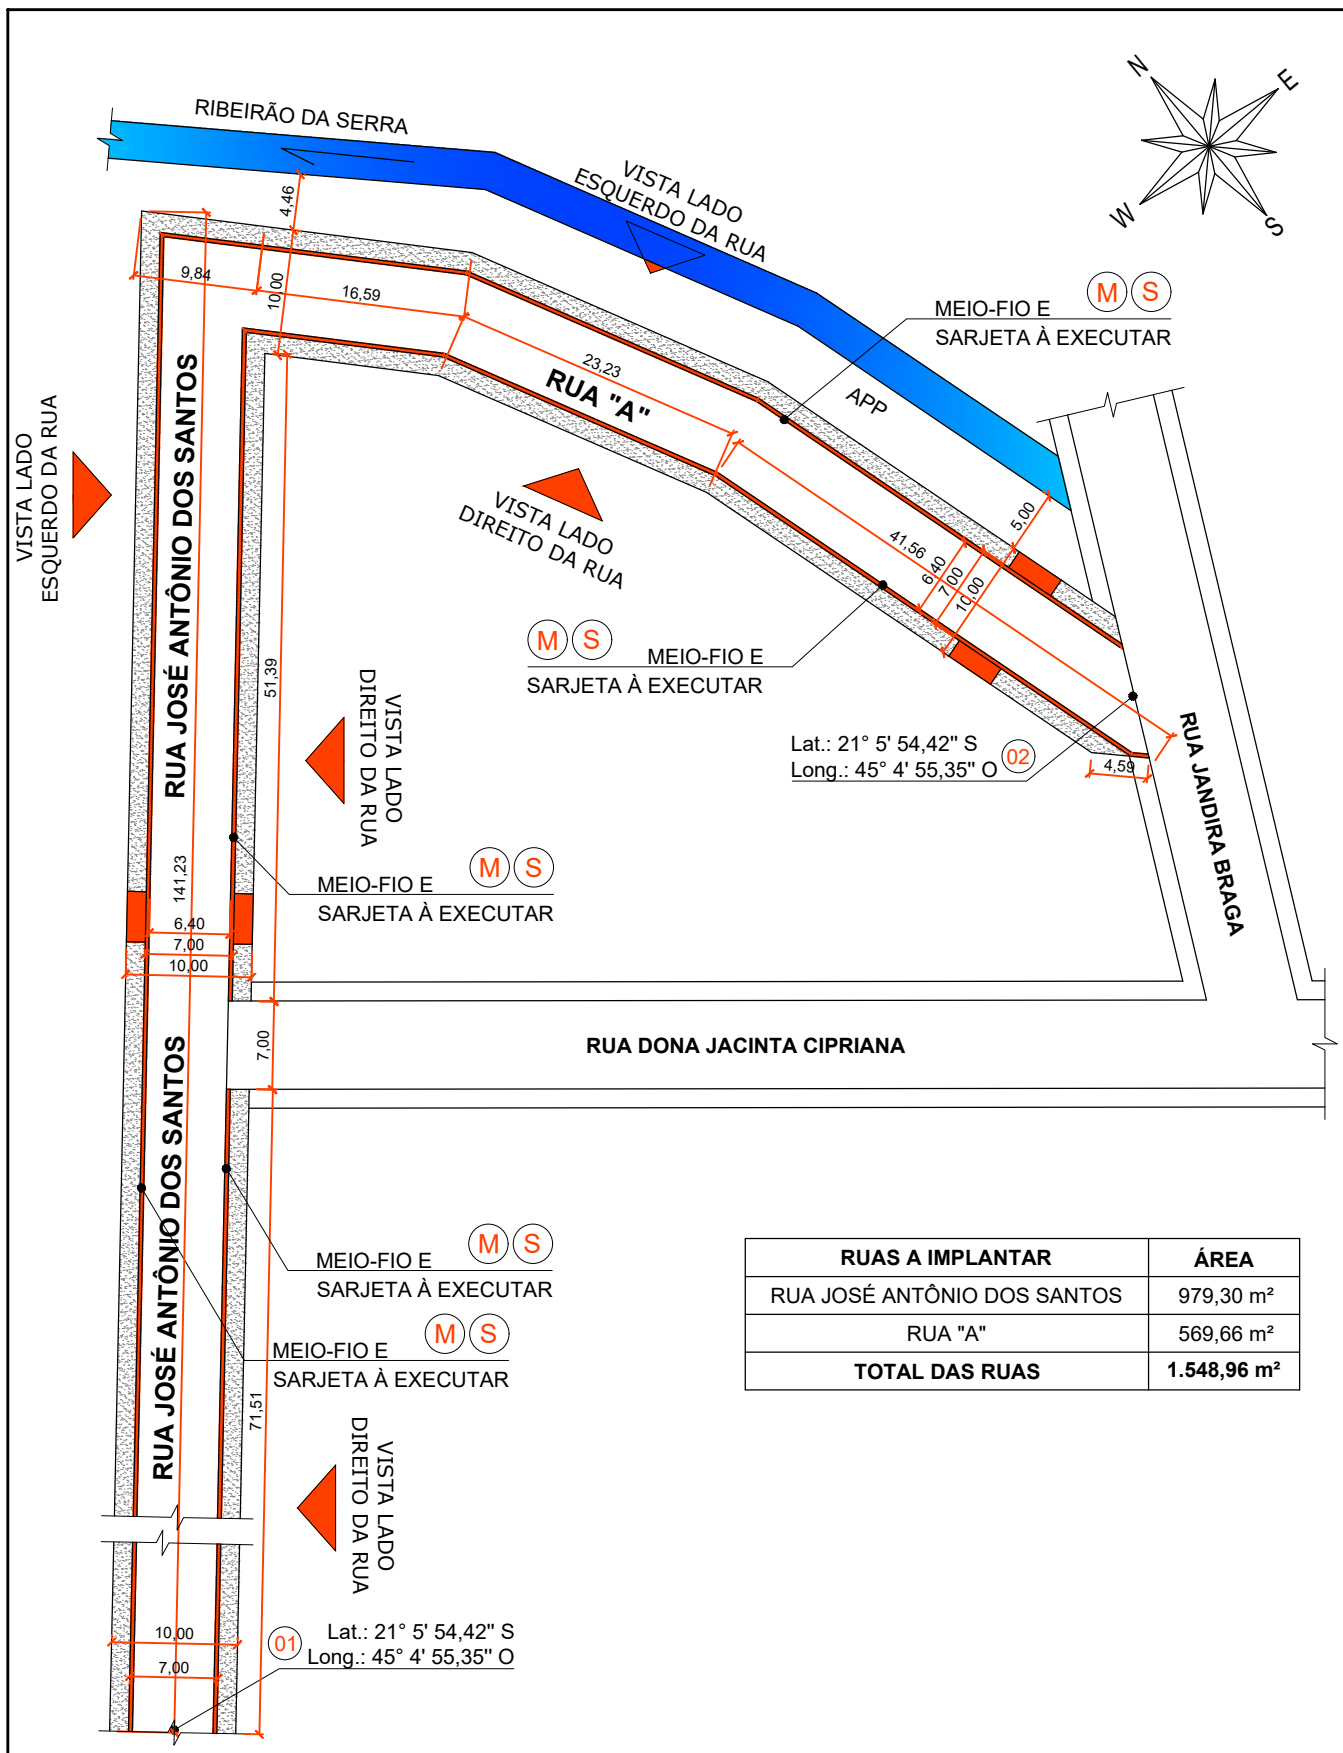 N
E
W
S
RIBEIRÃO DA SERRA
VISTA LADO
ESQUERDO DA RUA
4,46
9,84
10,00
16,59
23,23
RUA "A"
MEIO-FIO E
M S
SARJETA À EXECUTAR
APP
VISTA LADO
ESQUERDO DA RUA
RUA JOSÉ ANTÔNIO DOS SANTOS
VISTA LADO
DIREITO DA RUA
41,56
5,00
6,40
7,00
10,00
M S
MEIO-FIO E
SARJETA À EXECUTAR
51,39
VISTA LADO
DIREITO DA RUA
Lat.: 21° 5' 54,42'' S
Long.: 45° 4' 55,35'' O
02
4,59
RUA JANDIRA BRAGA
141,23
MEIO-FIO E
M S
SARJETA À EXECUTAR
6,40
7,00
10,00
7,00
RUA DONA JACINTA CIPRIANA
RUA JOSÉ ANTÔNIO DOS SANTOS
MEIO-FIO E
M S
SARJETA À EXECUTAR
MEIO-FIO E
M S
SARJETA À EXECUTAR
71,51
RUAS A IMPLANTAR ÁREA
RUA JOSÉ ANTÔNIO DOS SANTOS 979,30 m²
RUA "A" 569,66 m²
TOTAL DAS RUAS 1.548,96 m²
VISTA LADO
DIREITO DA RUA
10,00
7,00
01
Lat.: 21° 5' 54,42'' S
Long.: 45° 4' 55,35'' O